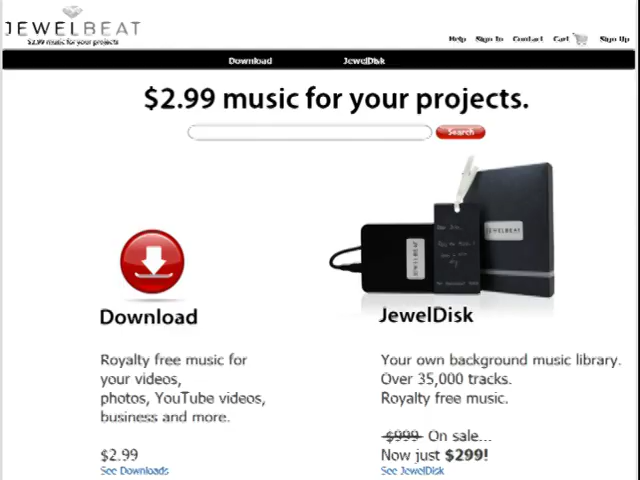 JEWELBEAT
$2.99 music for your projects
Help Sign In Contact Cart Sign Up
Download JewelDisk
$2.99 music for your projects.
Search
JEWELBEAT
JEWELBEAT
Download
JewelDisk
Royalty free music for
your videos,
photos, YouTube videos,
business and more.
$2.99
See Downloads
Your own background music library.
Over 35,000 tracks.
Royalty free music.
$999 On sale...
Now just $299!
See JewelDisk